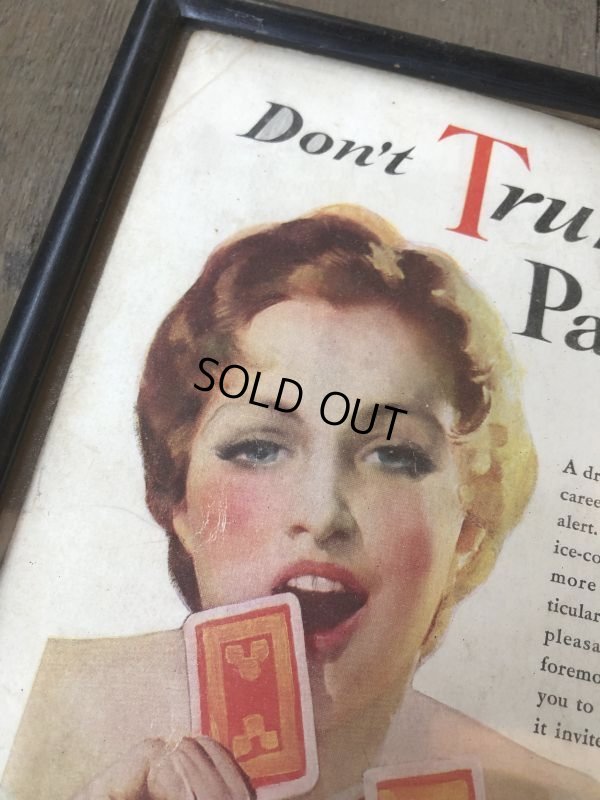 Don't Tru
Pa
SOLD OUT
A dr
caree
alert.
ice-co
more
ticular
pleasa
foremo
you to
it invite